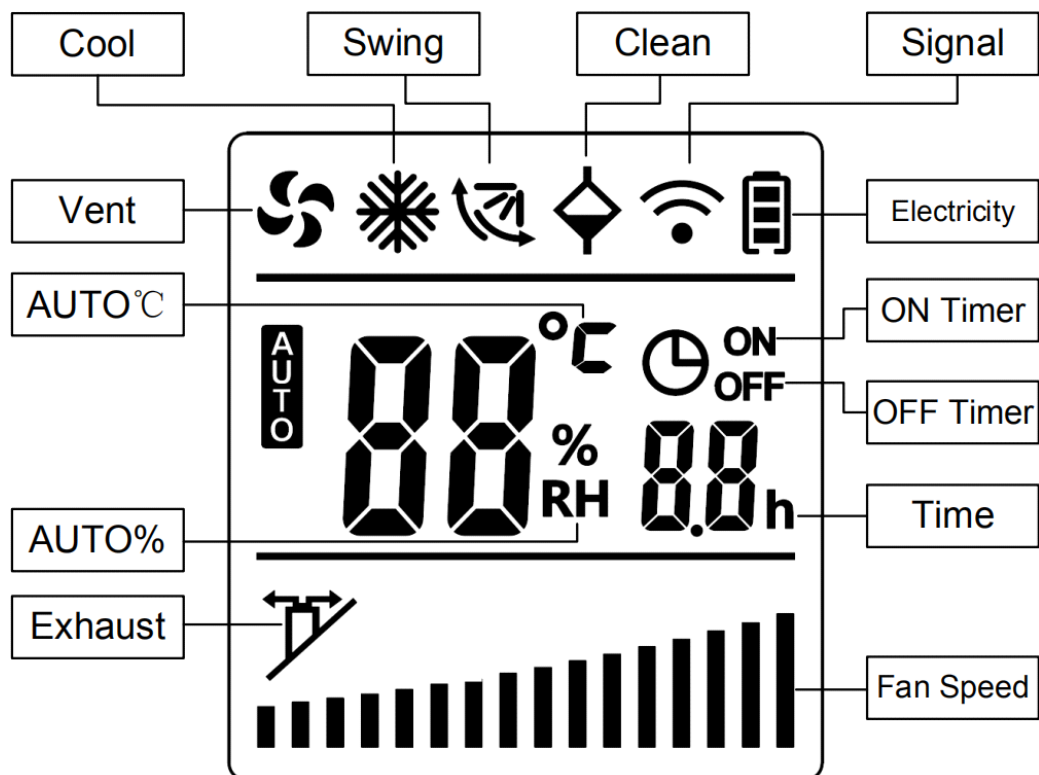 Cool
Swing
Clean
Signal
Vent
Electricity
AUTO℃
ON Timer
AUTO
88
°C
ON
OFF
OFF Timer
%
RH
8.8h
Time
AUTO%
Exhaust
Fan Speed